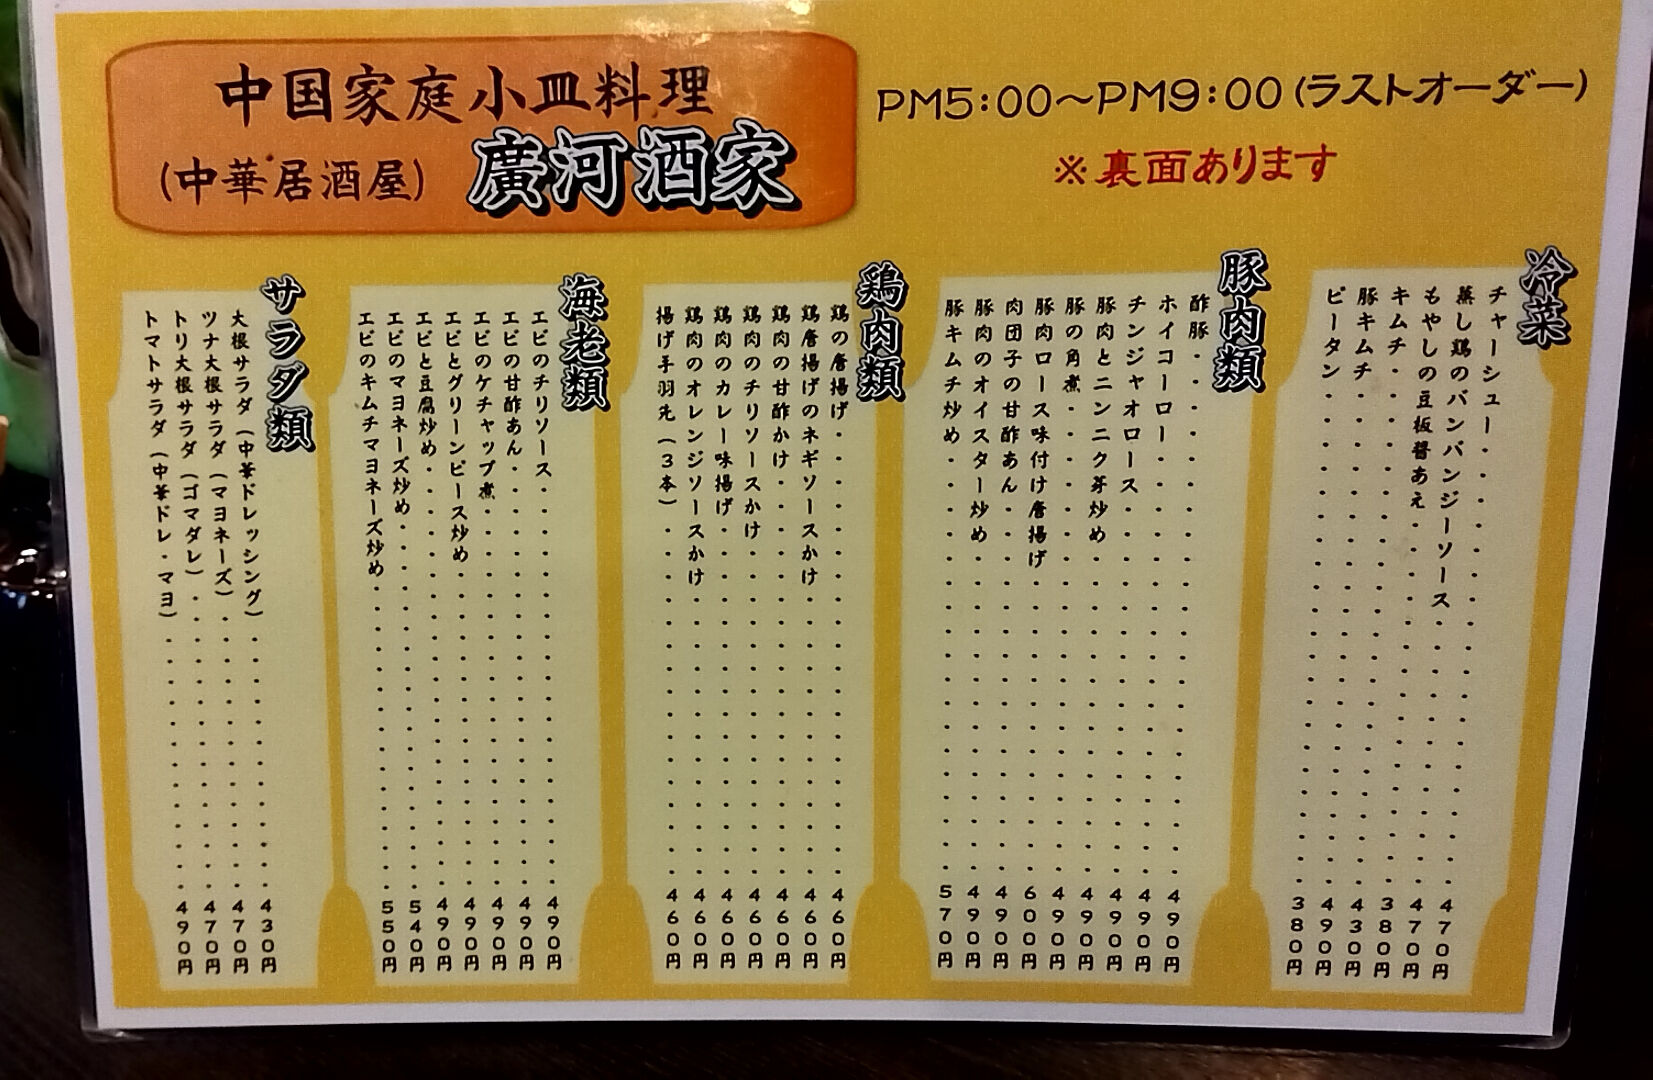 中国家庭小皿料理
(中華居酒屋) 廣河酒家
PM5:00～PM9:00(ラストオーダー)
※裏面あります
冷菜
チャーシュー・・・・・・・・・・・・・・・・・・470円
蒸し鶏のバンバンジーソース・・・・・・・・・・・・470円
もやしの豆板醤あえ・・・・・・・・・・・・・・・・380円
キムチ・・・・・・・・・・・・・・・・・・・・・430円
豚キムチ・・・・・・・・・・・・・・・・・・・・490円
ピータン・・・・・・・・・・・・・・・・・・・・・380円
豚肉類
酢豚・・・・・・・・・・・・・・・・・・・・・・490円
ホイコーロー・・・・・・・・・・・・・・・・・・490円
チンジャオロース・・・・・・・・・・・・・・・・490円
豚肉とニンニク芽炒め・・・・・・・・・・・・・・490円
豚の角煮・・・・・・・・・・・・・・・・・・・・490円
豚肉ロース味付け唐揚げ・・・・・・・・・・・・・600円
肉団子の甘酢あん・・・・・・・・・・・・・・・・490円
豚肉のオイスター炒め・・・・・・・・・・・・・・490円
豚キムチ炒め・・・・・・・・・・・・・・・・・・570円
鶏肉類
鶏の唐揚げ・・・・・・・・・・・・・・・・・・・460円
鶏唐揚げのネギソースかけ・・・・・・・・・・・・460円
鶏肉の甘酢かけ・・・・・・・・・・・・・・・・・460円
鶏肉のチリソースかけ・・・・・・・・・・・・・・460円
鶏肉のカレー味揚げ・・・・・・・・・・・・・・・460円
鶏肉のオレンジソースかけ・・・・・・・・・・・・460円
揚げ手羽先(3本)・・・・・・・・・・・・・・・460円
海老類
エビのチリソース・・・・・・・・・・・・・・・・490円
エビの甘酢あん・・・・・・・・・・・・・・・・・490円
エビのケチャップ煮・・・・・・・・・・・・・・・490円
エビとグリーンピース炒め・・・・・・・・・・・・490円
エビと豆腐炒め・・・・・・・・・・・・・・・・・490円
エビのマヨネーズ炒め・・・・・・・・・・・・・・540円
エビのキムチマヨネーズ炒め・・・・・・・・・・・550円
サラダ類
大根サラダ(中華ドレッシング)・・・・・・・・・・430円
ツナ大根サラダ(マヨネーズ)・・・・・・・・・・・470円
トリ大根サラダ(ゴマダレ)・・・・・・・・・・・・470円
トマトサラダ(中華ドレ・マヨ)・・・・・・・・・・490円